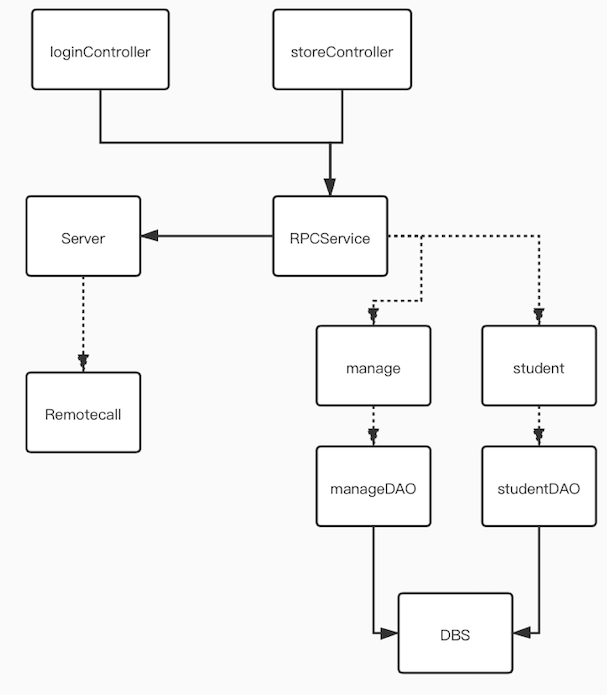 loginController
storeController
Server
RPCService
manage
student
Remotecall
manageDAO
studentDAO
DBS